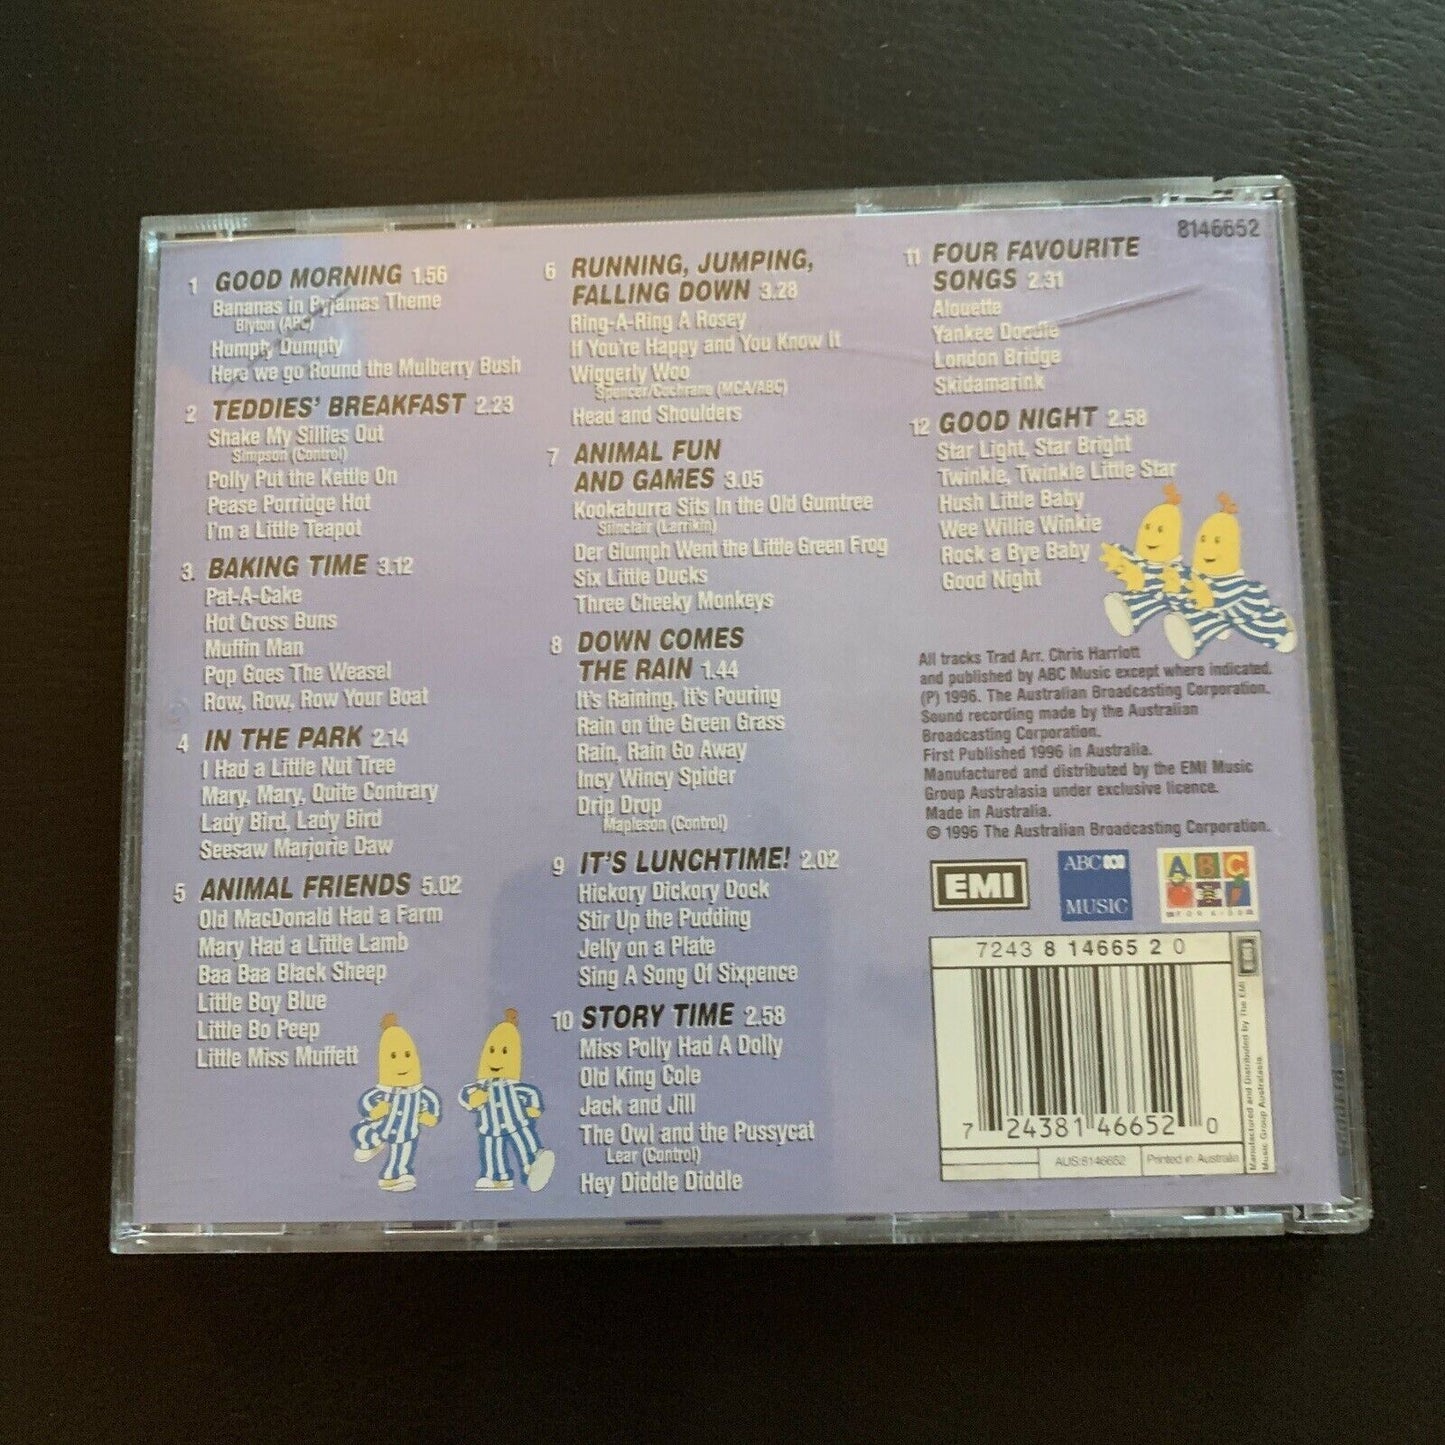 8146652
1 GOOD MORNING 1.56
Bananas in Pyjamas Theme
Blyton (APC)
Humpty Dumpty
Here we go Round the Mulberry Bush
2 TEDDIES' BREAKFAST 2.23
Shake My Sillies Out
Simpson (Control)
Polly Put the Kettle On
Pease Porridge Hot
I'm a Little Teapot
3. BAKING TIME 3.12
Pat-A-Cake
Hot Cross Buns
Muffin Man
Pop Goes The Weasel
Row, Row, Row Your Boat
4 IN THE PARK 2.14
I Had a Little Nut Tree
Mary, Mary, Quite Contrary
Lady Bird, Lady Bird
Seesaw Marjorie Daw
5 ANIMAL FRIENDS 5.02
Old MacDonald Had a Farm
Mary Had a Little Lamb
Baa Baa Black Sheep
Little Boy Blue
Little Bo Peep
Little Miss Muffett
6 RUNNING, JUMPING,
FALLING DOWN 3.28
Ring-A-Ring A Rosey
If You're Happy and You Know It
Wiggerly Woo
Spencer/Cochrane (MCA/ABC)
Head and Shoulders
7 ANIMAL FUN
AND GAMES 3.05
Kookaburra Sits In the Old Gumtree
Siinclair (Larrikin)
Der Glumph Went the Little Green Frog
Six Little Ducks
Three Cheeky Monkeys
8 DOWN COMES
THE RAIN 1.44
It's Raining, It's Pouring
Rain on the Green Grass
Rain, Rain Go Away
Incy Wincy Spider
Drip Drop
Mapleson (Control)
9 IT'S LUNCHTIME! 2.02
Hickory Dickory Dock
Stir Up the Pudding
Jelly on a Plate
Sing A Song Of Sixpence
10 STORY TIME 2.58
Miss Polly Had A Dolly
Old King Cole
Jack and Jill
The Owl and the Pussycat
Lear (Control)
Hey Diddle Diddle
11 FOUR FAVOURITE
SONGS 2.31
Alouette
Yankee Doodle
London Bridge
Skidamarink
12 GOOD NIGHT 2.58
Star Light, Star Bright
Twinkle, Twinkle Little Star
Hush Little Baby
Wee Willie Winkie
Rock a Bye Baby
Good Night
All tracks Trad Arr. Chris Harriott
and published by ABC Music except where indicated.
(P) 1996. The Australian Broadcasting Corporation.
Sound recording made by the Australian
Broadcasting Corporation.
First Published 1996 in Australia.
Manufactured and distributed by the EMI Music
Group Australasia under exclusive licence.
Made in Australia.
© 1996 The Australian Broadcasting Corporation.
EMI
ABC
MUSIC
ABC
FOR KIDS
7243 8 14665 2 0
7 24381 46652 0
AUS:8146652
Printed in Australia
EMI
Manufactured and Distributed by The EMI
Music Group Australasia.